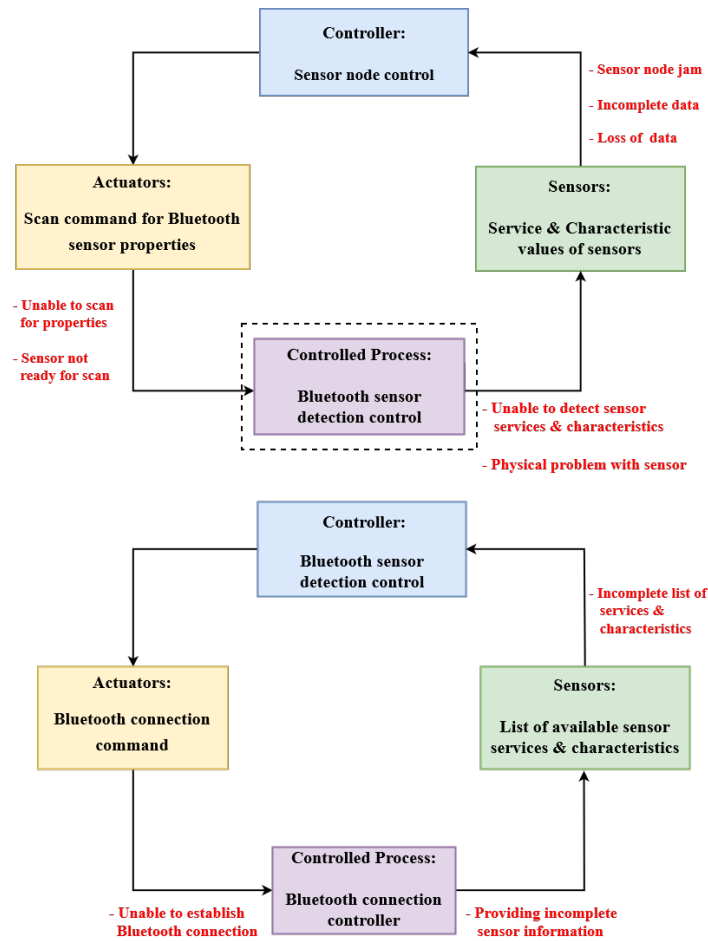 Controller:
Sensor node control
- Sensor node jam
- Incomplete data
- Loss of data
Actuators:
Scan command for Bluetooth
sensor properties
Sensors:
Service & Characteristic
values of sensors
- Unable to scan
for properties
- Sensor not
ready for scan
Controlled Process:
Bluetooth sensor
detection control
- Unable to detect sensor
services & characteristics
- Physical problem with sensor
Controller:
Bluetooth sensor
detection control
- Incomplete list of
services &
characteristics
Actuators:
Bluetooth connection
command
Sensors:
List of available sensor
services & characteristics
Controlled Process:
Bluetooth connection
controller
- Unable to establish
Bluetooth connection
- Providing incomplete
sensor information